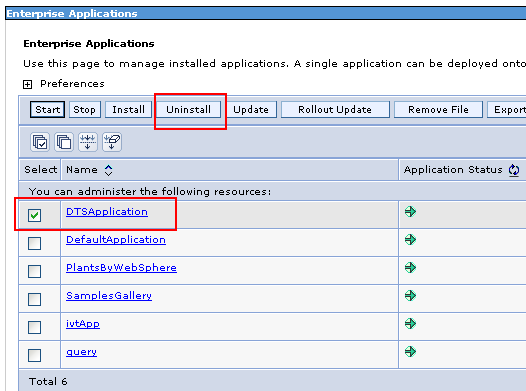 Enterprise Applications
Enterprise Applications
Use this page to manage installed applications. A single application can be deployed onto
Preferences
Start Stop Install Uninstall Update Rollout Update Remove File Export
Select Name Application Status
You can administer the following resources:
DTSApplication
DefaultApplication
PlantsByWebSphere
SamplesGallery
ivtApp
query
Total 6